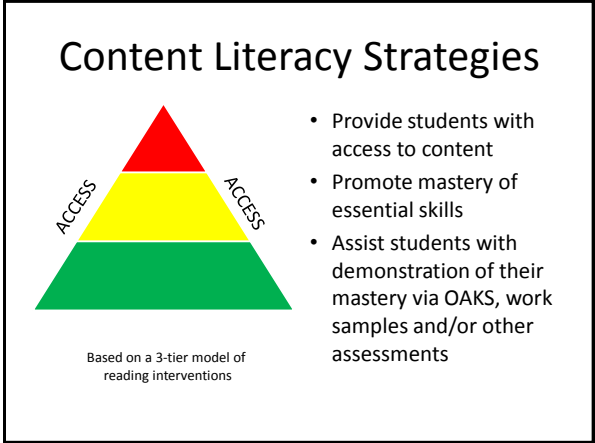 Content Literacy Strategies
ACCESS
ACCESS
Based on a 3-tier model of
reading interventions
• Provide students with
access to content
• Promote mastery of
essential skills
• Assist students with
demonstration of their
mastery via OAKS, work
samples and/or other
assessments